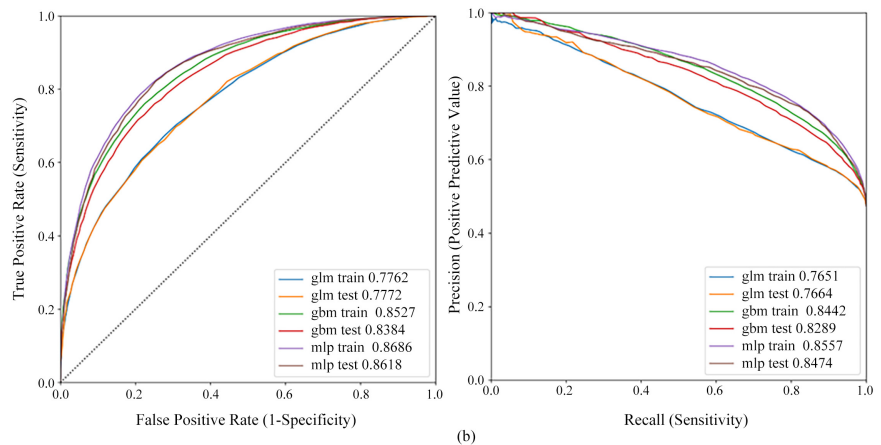 1.0
0.8
0.6
0.4
0.2
0.0
True Positive Rate (Sensitivity)
0.0 0.2 0.4 0.6 0.8 1.0
False Positive Rate (1-Specificity)
glm train 0.7762
glm test 0.7772
gbm train 0.8527
gbm test 0.8384
mlp train 0.8686
mlp test 0.8618
1.0
0.8
0.6
0.4
0.2
0.0
Precision (Positive Predictive Value)
0.0 0.2 0.4 0.6 0.8 1.0
Recall (Sensitivity)
glm train 0.7651
glm test 0.7664
gbm train 0.8442
gbm test 0.8289
mlp train 0.8557
mlp test 0.8474
(b)